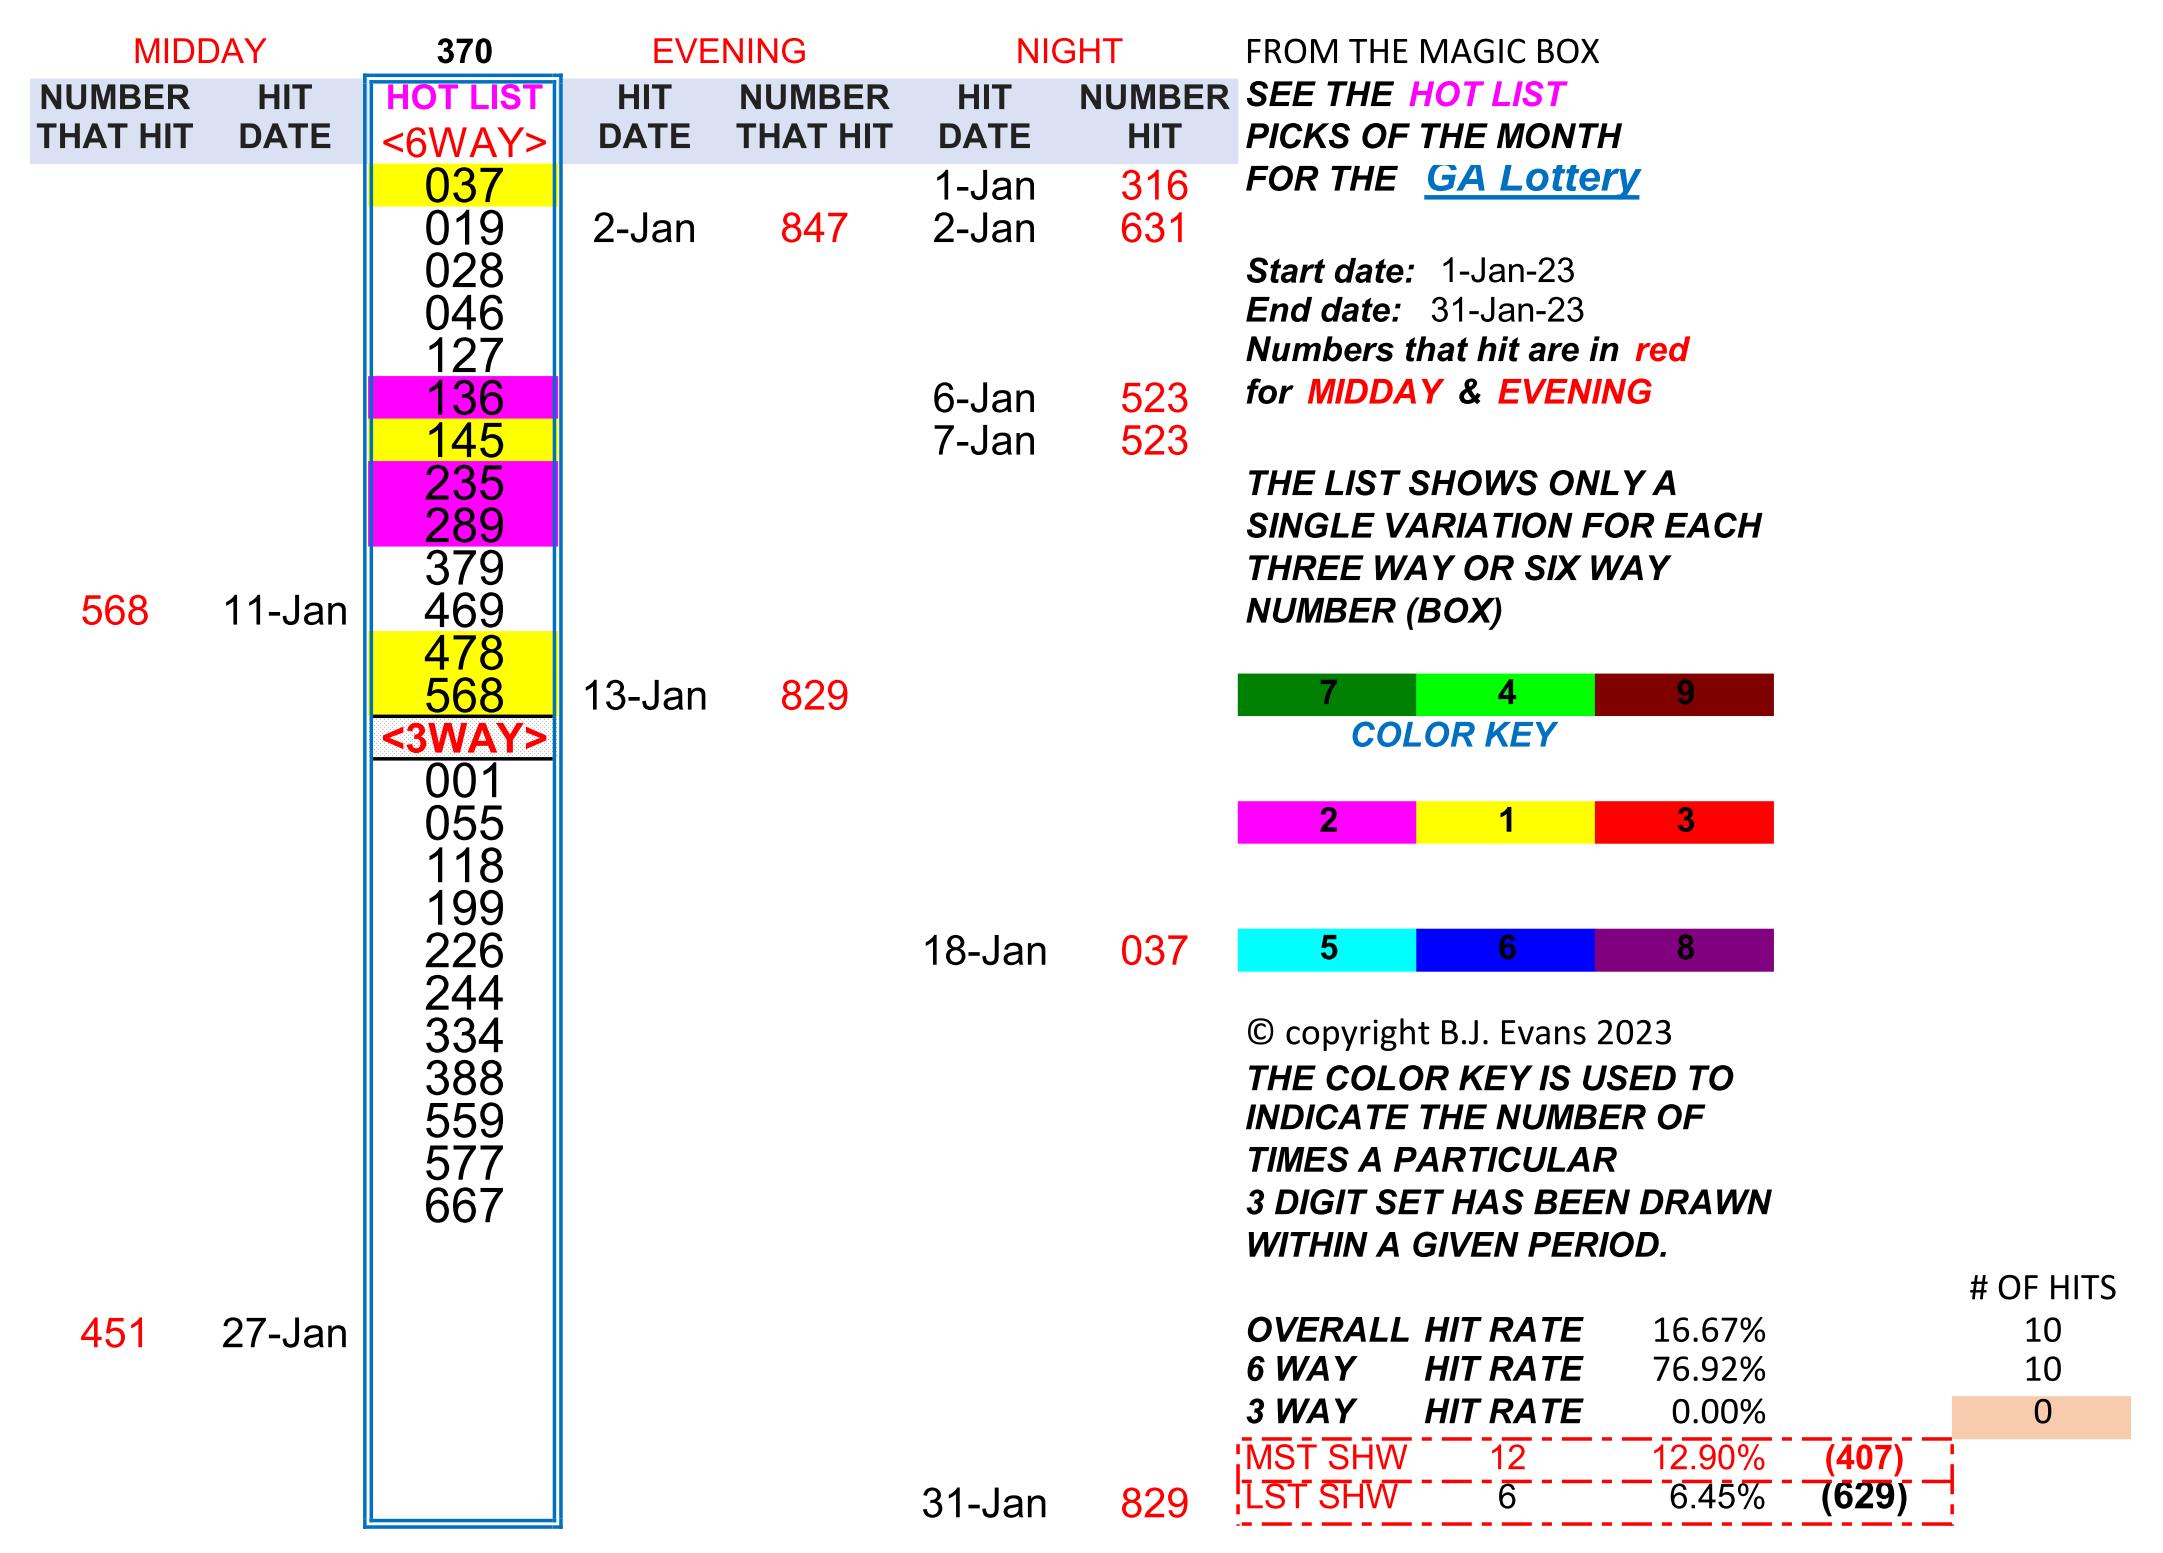 MIDDAY 370 EVENING NIGHT FROM THE MAGIC BOX
NUMBER HIT HOT LIST HIT NUMBER HIT NUMBER SEE THE HOT LIST
THAT HIT DATE <6WAY> DATE THAT HIT DATE HIT PICKS OF THE MONTH
037 1-Jan 316 FOR THE GA Lottery
019 2-Jan 847 2-Jan 631
028 Start date: 1-Jan-23
046 End date: 31-Jan-23
127 Numbers that hit are in red
136 6-Jan 523 for MIDDAY & EVENING
145 7-Jan 523
235 THE LIST SHOWS ONLY A
289 SINGLE VARIATION FOR EACH
379 THREE WAY OR SIX WAY
568 11-Jan 469 NUMBER (BOX)
478
568 13-Jan 829 7 4 9
<3WAY> COLOR KEY
001
055 2 1 3
118
199
226 18-Jan 037 5 6 8
244
334 © copyright B.J. Evans 2023
388 THE COLOR KEY IS USED TO
559 INDICATE THE NUMBER OF
577 TIMES A PARTICULAR
667 3 DIGIT SET HAS BEEN DRAWN
WITHIN A GIVEN PERIOD.
# OF HITS
451 27-Jan OVERALL HIT RATE 16.67% 10
6 WAY HIT RATE 76.92% 10
3 WAY HIT RATE 0.00% 0
MST SHW 12 12.90% (407)
31-Jan 829 LST SHW 6 6.45% (629)